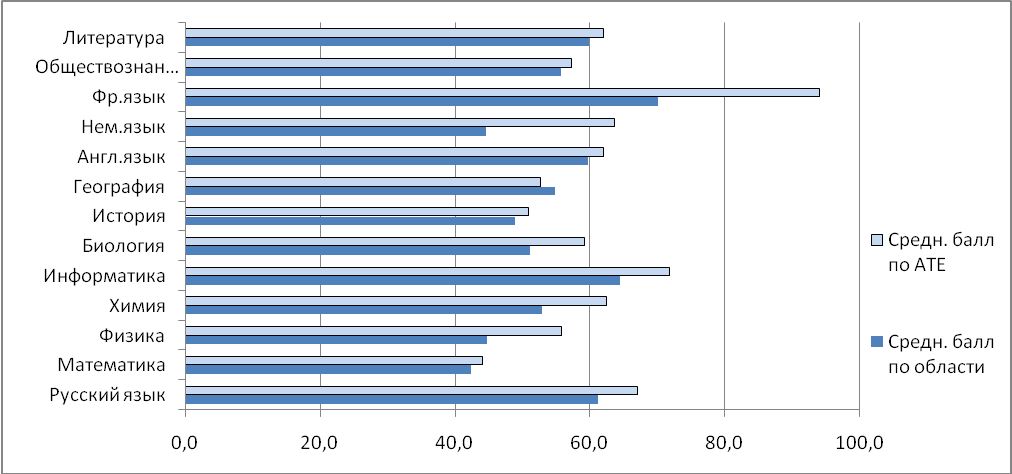 Литература
Обществознан...
Фр.язык
Нем.язык
Англ.язык
География
История
Биология
Информатика
Химия
Физика
Математика
Русский язык
0,0 20,0 40,0 60,0 80,0 100,0
Средн. балл
по АТЕ
Средн. балл
по области